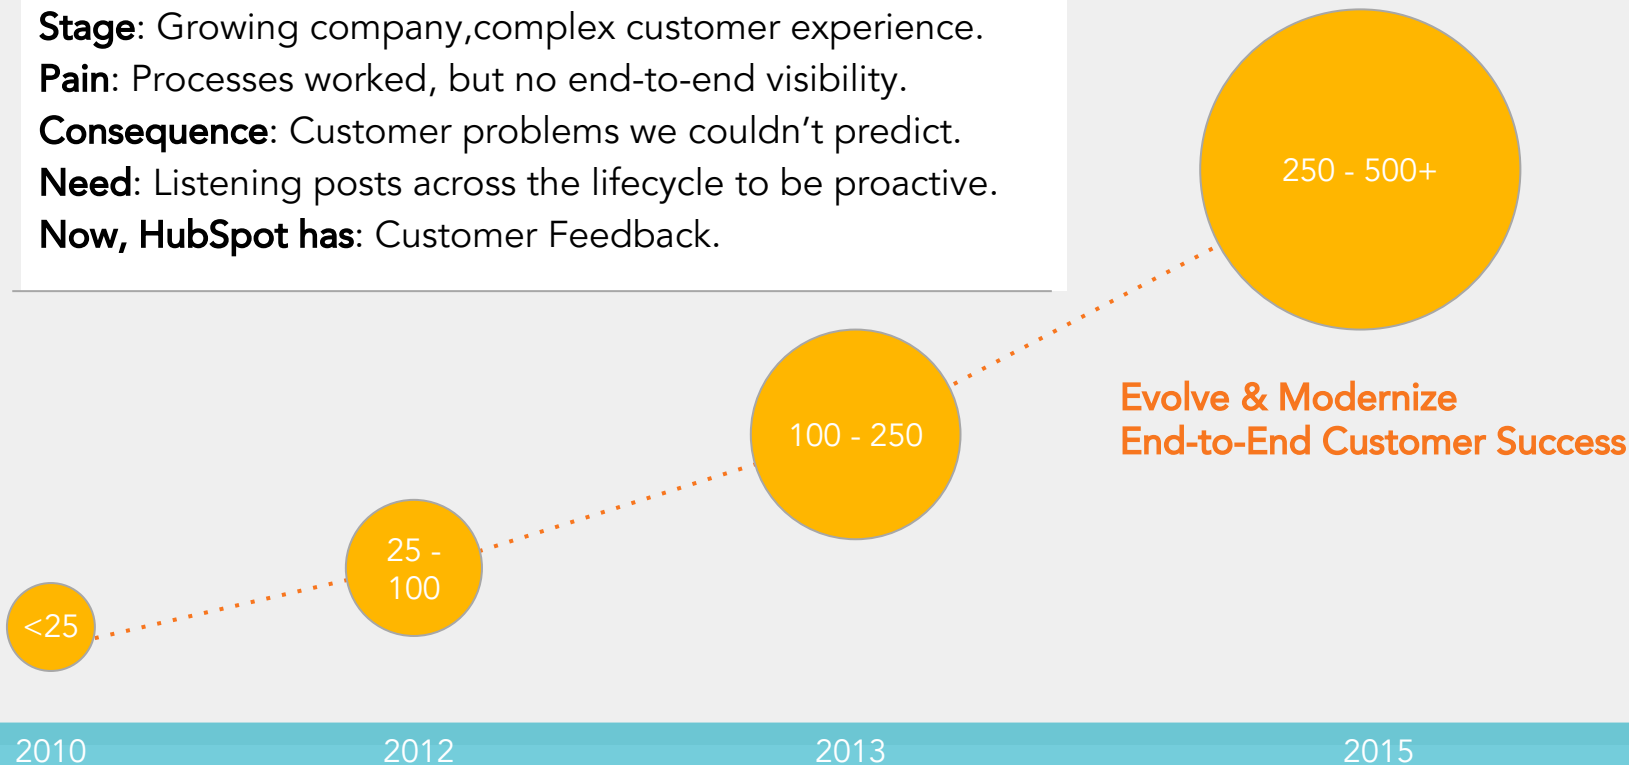 Stage: Growing company,complex customer experience.
Pain: Processes worked, but no end-to-end visibility.
Consequence: Customer problems we couldn’t predict.
Need: Listening posts across the lifecycle to be proactive.
Now, HubSpot has: Customer Feedback.
250 - 500+
Evolve & Modernize
End-to-End Customer Success
100 - 250
25 -
100
<25
2010
2012
2013
2015